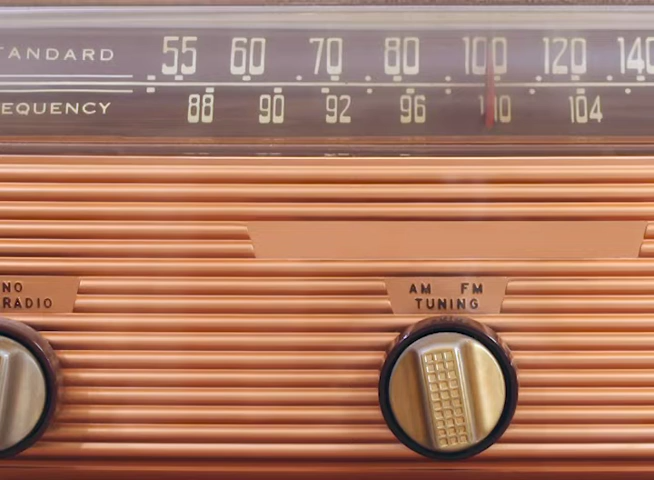 TANDARD 55 60 70 80 100 120 140
EQUENCY 88 90 92 96 100 104
NO
RADIO
AM FM
TUNING